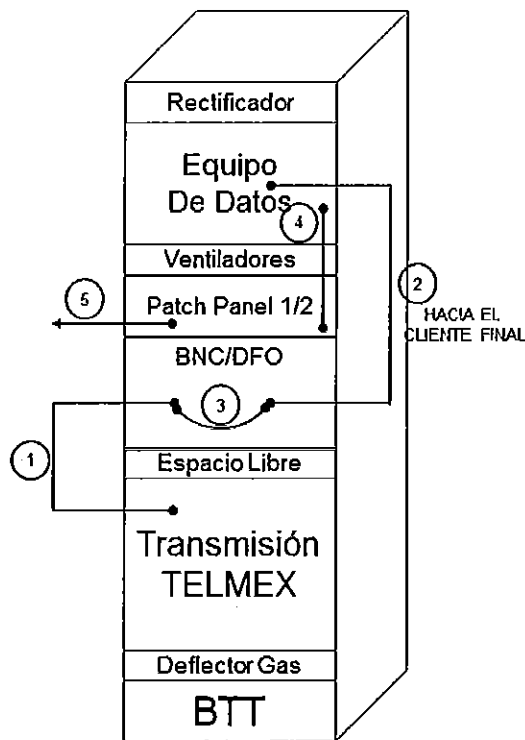 Rectificador
Equipo
De Datos
4
Ventiladores
5
Patch Panel 1/2
2
HACIA EL
CLIENTE FINAL
BNC/DFO
3
1
Espacio Libre
Transmisión
TELMEX
Deflector Gas
BTT